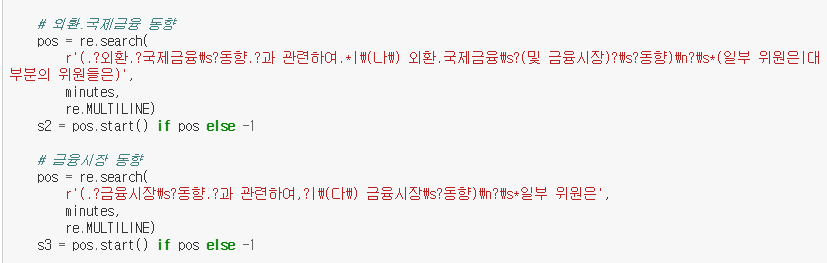 # 외환.국제금융 동향
pos = re.search(
r'(.?외환.?국제금융₩s?동향.?과 관련하여.*|₩(나₩) 외환.국제금융₩s?(및 금융시장)?₩s?동향)₩n?₩s*(일부 위원은|대
부분의 위원들은)',
minutes,
re.MULTILINE)
s2 = pos.start() if pos else -1
# 금융시장 동향
pos = re.search(
r'(.?금융시장₩s?동향.?과 관련하여,?|₩(다₩) 금융시장₩s?동향)₩n?₩s*일부 위원은',
minutes,
re.MULTILINE)
s3 = pos.start() if pos else -1